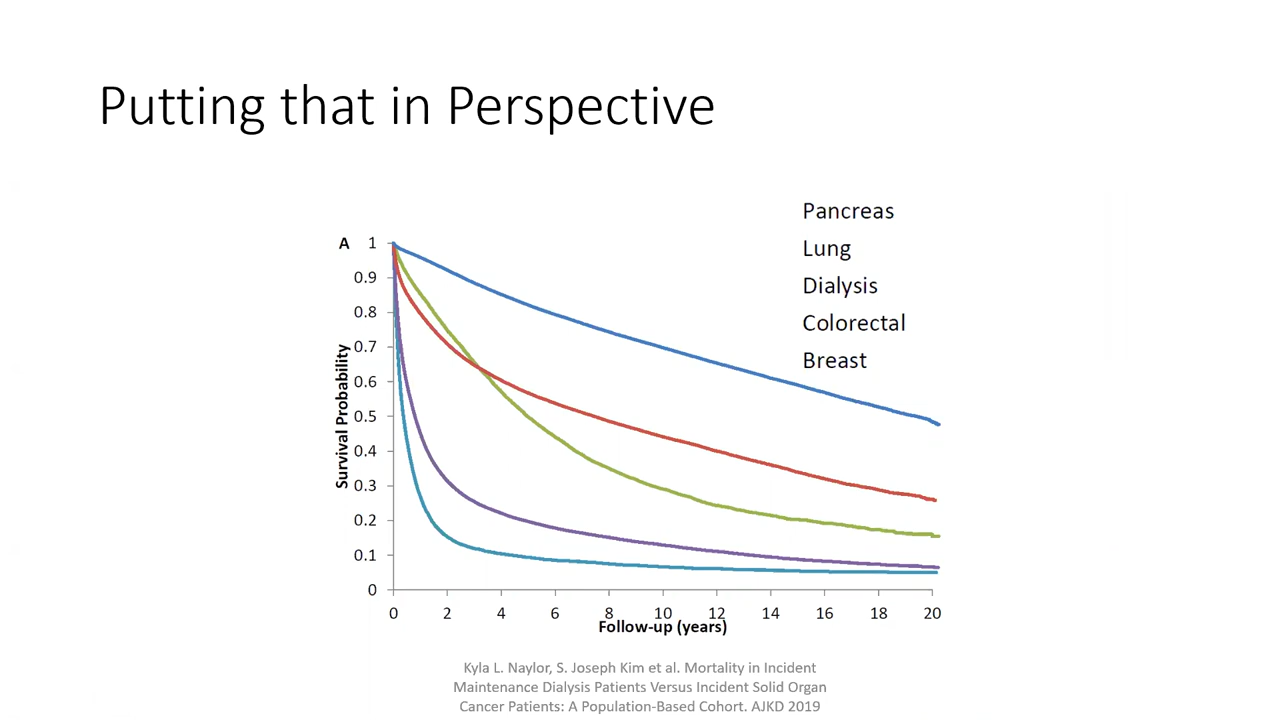 Putting that in Perspective
Pancreas
Lung
Dialysis
Colorectal
Breast
A
Survival Probability
1
0.9
0.8
0.7
0.6
0.5
0.4
0.3
0.2
0.1
0
0 2 4 6 8 10 12 14 16 18 20
Follow-up (years)
Kyla L. Naylor, S. Joseph Kim et al. Mortality in Incident
Maintenance Dialysis Patients Versus Incident Solid Organ
Cancer Patients: A Population-Based Cohort. AJKD 2019